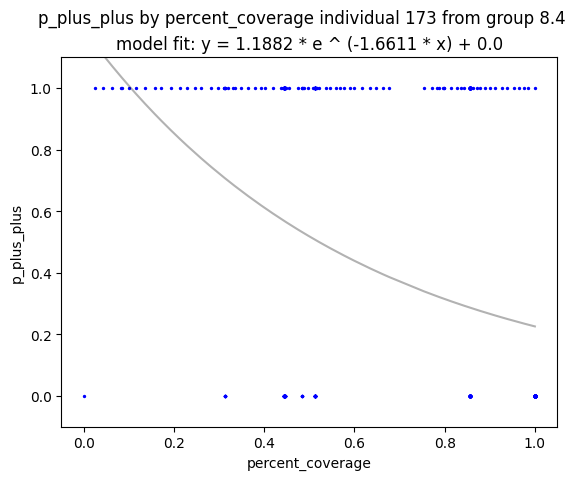 p_plus_plus by percent_coverage individual 173 from group 8.4
model fit: y = 1.1882 * e ^ (-1.6611 * x) + 0.0
1.0
0.8
0.6
0.4
0.2
0.0
p_plus_plus
0.0 0.2 0.4 0.6 0.8 1.0
percent_coverage